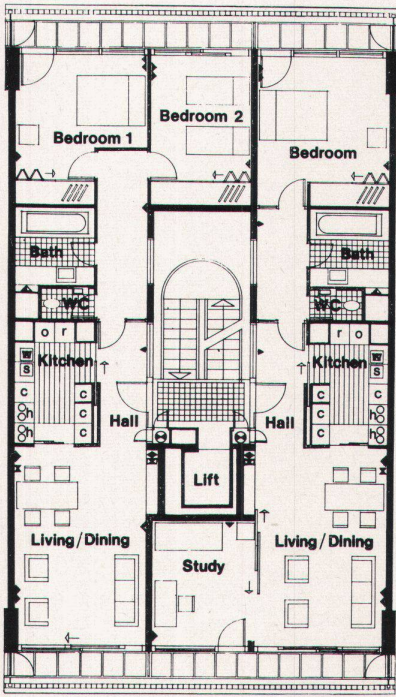 Bedroom 1
Bedroom 2
Bedroom
Bath
Bath
WC
WC
o r
r o
Kitchen
Kitchen
W
S
W
S
c
c
c
c
h
c
c
h
h
c
c
h
Hall
Hall
Lift
Living/Dining
Living/Dining
Study